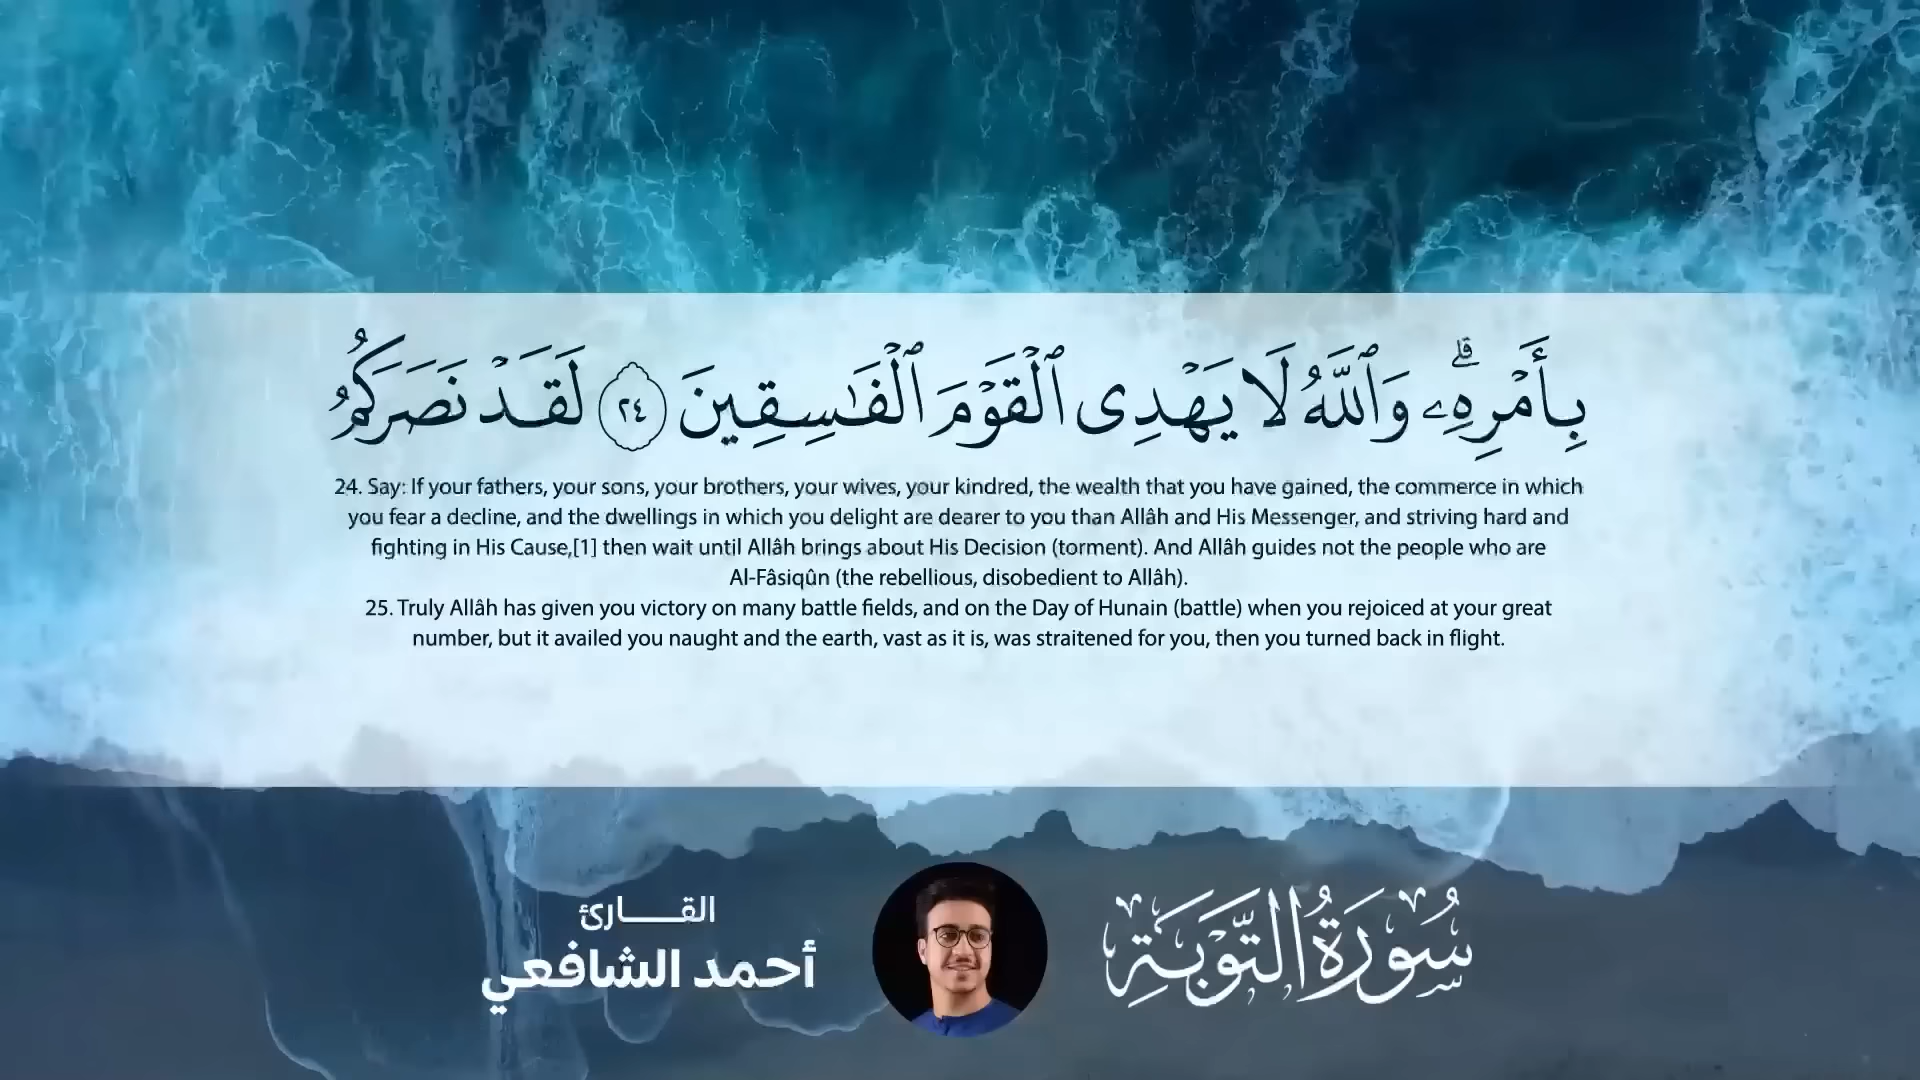 بِأَمْرِهِۦ ۗ وَٱللَّهُ لَا يَهْدِى ٱلْقَوْمَ ٱلْفَـٰسِقِينَ ٢٤ لَقَدْ نَصَرَكُمُ
24. Say: If your fathers, your sons, your brothers, your wives, your kindred, the wealth that you have gained, the commerce in which
you fear a decline, and the dwellings in which you delight are dearer to you than Allâh and His Messenger, and striving hard and
fighting in His Cause,[1] then wait until Allâh brings about His Decision (torment). And Allâh guides not the people who are
Al-Fâsiqûn (the rebellious, disobedient to Allâh).
25. Truly Allâh has given you victory on many battle fields, and on the Day of Hunain (battle) when you rejoiced at your great
number, but it availed you naught and the earth, vast as it is, was straitened for you, then you turned back in flight.
سُورَةُ التَّوْبَةِ
القـــارئ
أحمد الشافعي